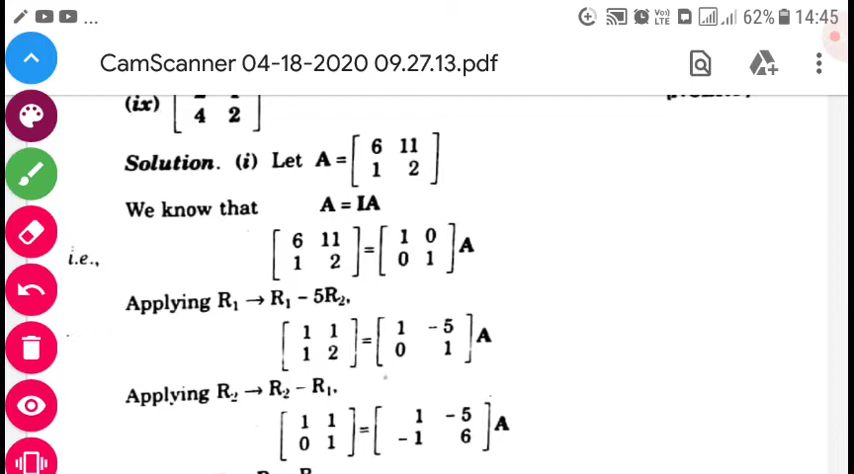 ... Vo) LTE 62% 14:45
CamScanner 04-18-2020 09.27.13.pdf
(ix) [ 4 2 ]
Solution. (i) Let A = [ 6 11
1 2 ]
We know that A = IA
i.e., [ 6 11
1 2 ] = [ 1 0
0 1 ] A
Applying R₁ → R₁ – 5R₂.
[ 1 1
1 2 ] = [ 1 – 5
0 1 ] A
Applying R₂ → R₂ – R₁.
[ 1 1
0 1 ] = [ 1 – 5
– 1 6 ] A